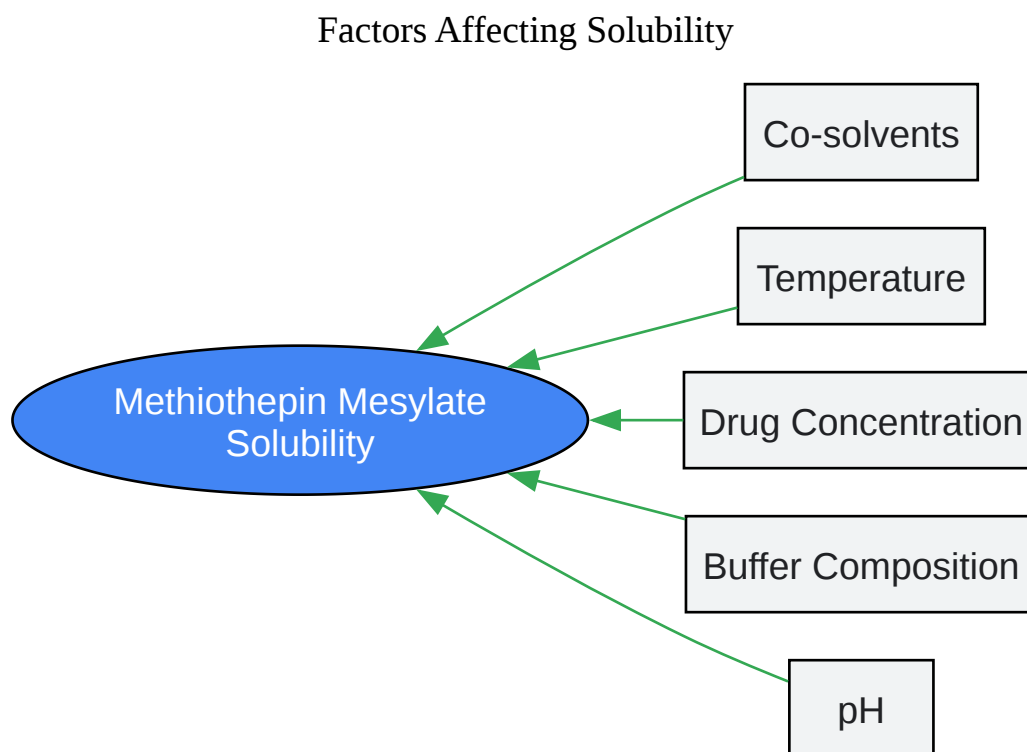 Factors Affecting Solubility
Co-solvents
Temperature
Methiothepin Mesylate
Solubility
Drug Concentration
Buffer Composition
pH